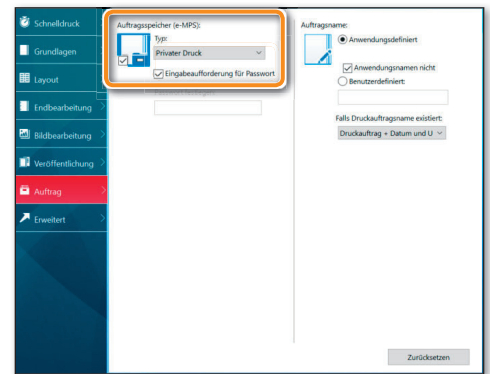 Schnelldruck
Grundlagen
Layout
Endbearbeitung
Bildbearbeitung
Veröffentlichung
Auftrag
Erweitert
Auftragsspeicher (e-MPS):
Typ:
Privater Druck
Eingabeaufforderung für Passwort
Auftragsname:
Anwendungsdefiniert
Anwendungsnamen nicht
Benutzerdefiniert:
Falls Druckauftragsname existiert:
Druckauftrag + Datum und U
Zurücksetzen